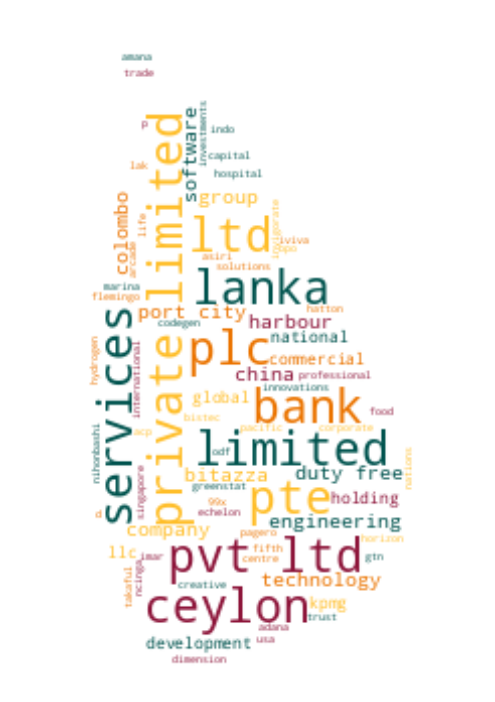 amana
trade
p
investments
software
private limited
indo
capital
lak
hospital
colombo
group
life
arcade
ltd
invigorate
iviva
asiri
solutions
marina
flemingo
lanka
port city
hatton
codegen
harbour
services
national
hydrogen
international
plc
commercial
china
professional
innovations
global
bank
food
bistec
pacific
corporate
nihonbashi
acp
limited
odf
nations
singapore
bitazza
duty free
greenstat
pte
holding
99x
echelon
d
engineering
company
pagero
horizon
llc
imar
pvt ltd
fifth
centre
gtn
takaful
ncinga
creative
technology
ceylon
kpmg
trust
adana
development
usa
dimension